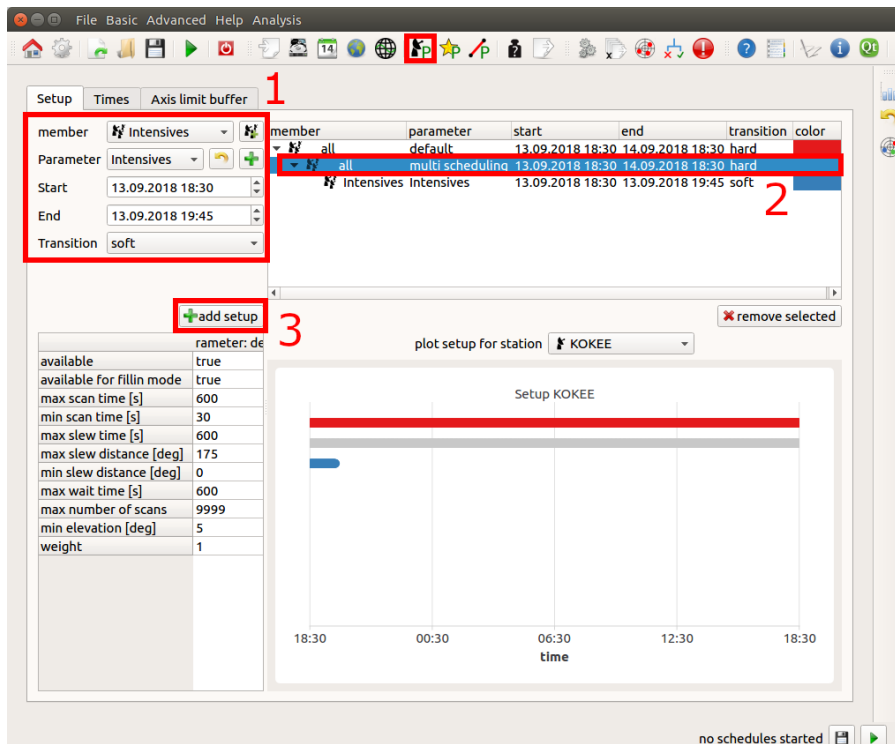 File Basic Advanced Help Analysis
14
P P P
Qt
Setup Times Axis limit buffer
1
member Intensives
Parameter Intensives
Start 13.09.2018 18:30
End 13.09.2018 19:45
Transition soft
member parameter start end transition color
all default 13.09.2018 18:30 14.09.2018 18:30 hard
all multi scheduling 13.09.2018 18:30 14.09.2018 18:30 hard
Intensives Intensives 13.09.2018 18:30 13.09.2018 19:45 soft
2
add setup
3
remove selected
plot setup for station KOKEE
rameter: de
available true
available for fillin mode true
max scan time [s] 600
min scan time [s] 30
max slew time [s] 600
max slew distance [deg] 175
min slew distance [deg] 0
max wait time [s] 600
max number of scans 9999
min elevation [deg] 5
weight 1
Setup KOKEE
18:30 00:30 06:30 12:30 18:30
time
no schedules started